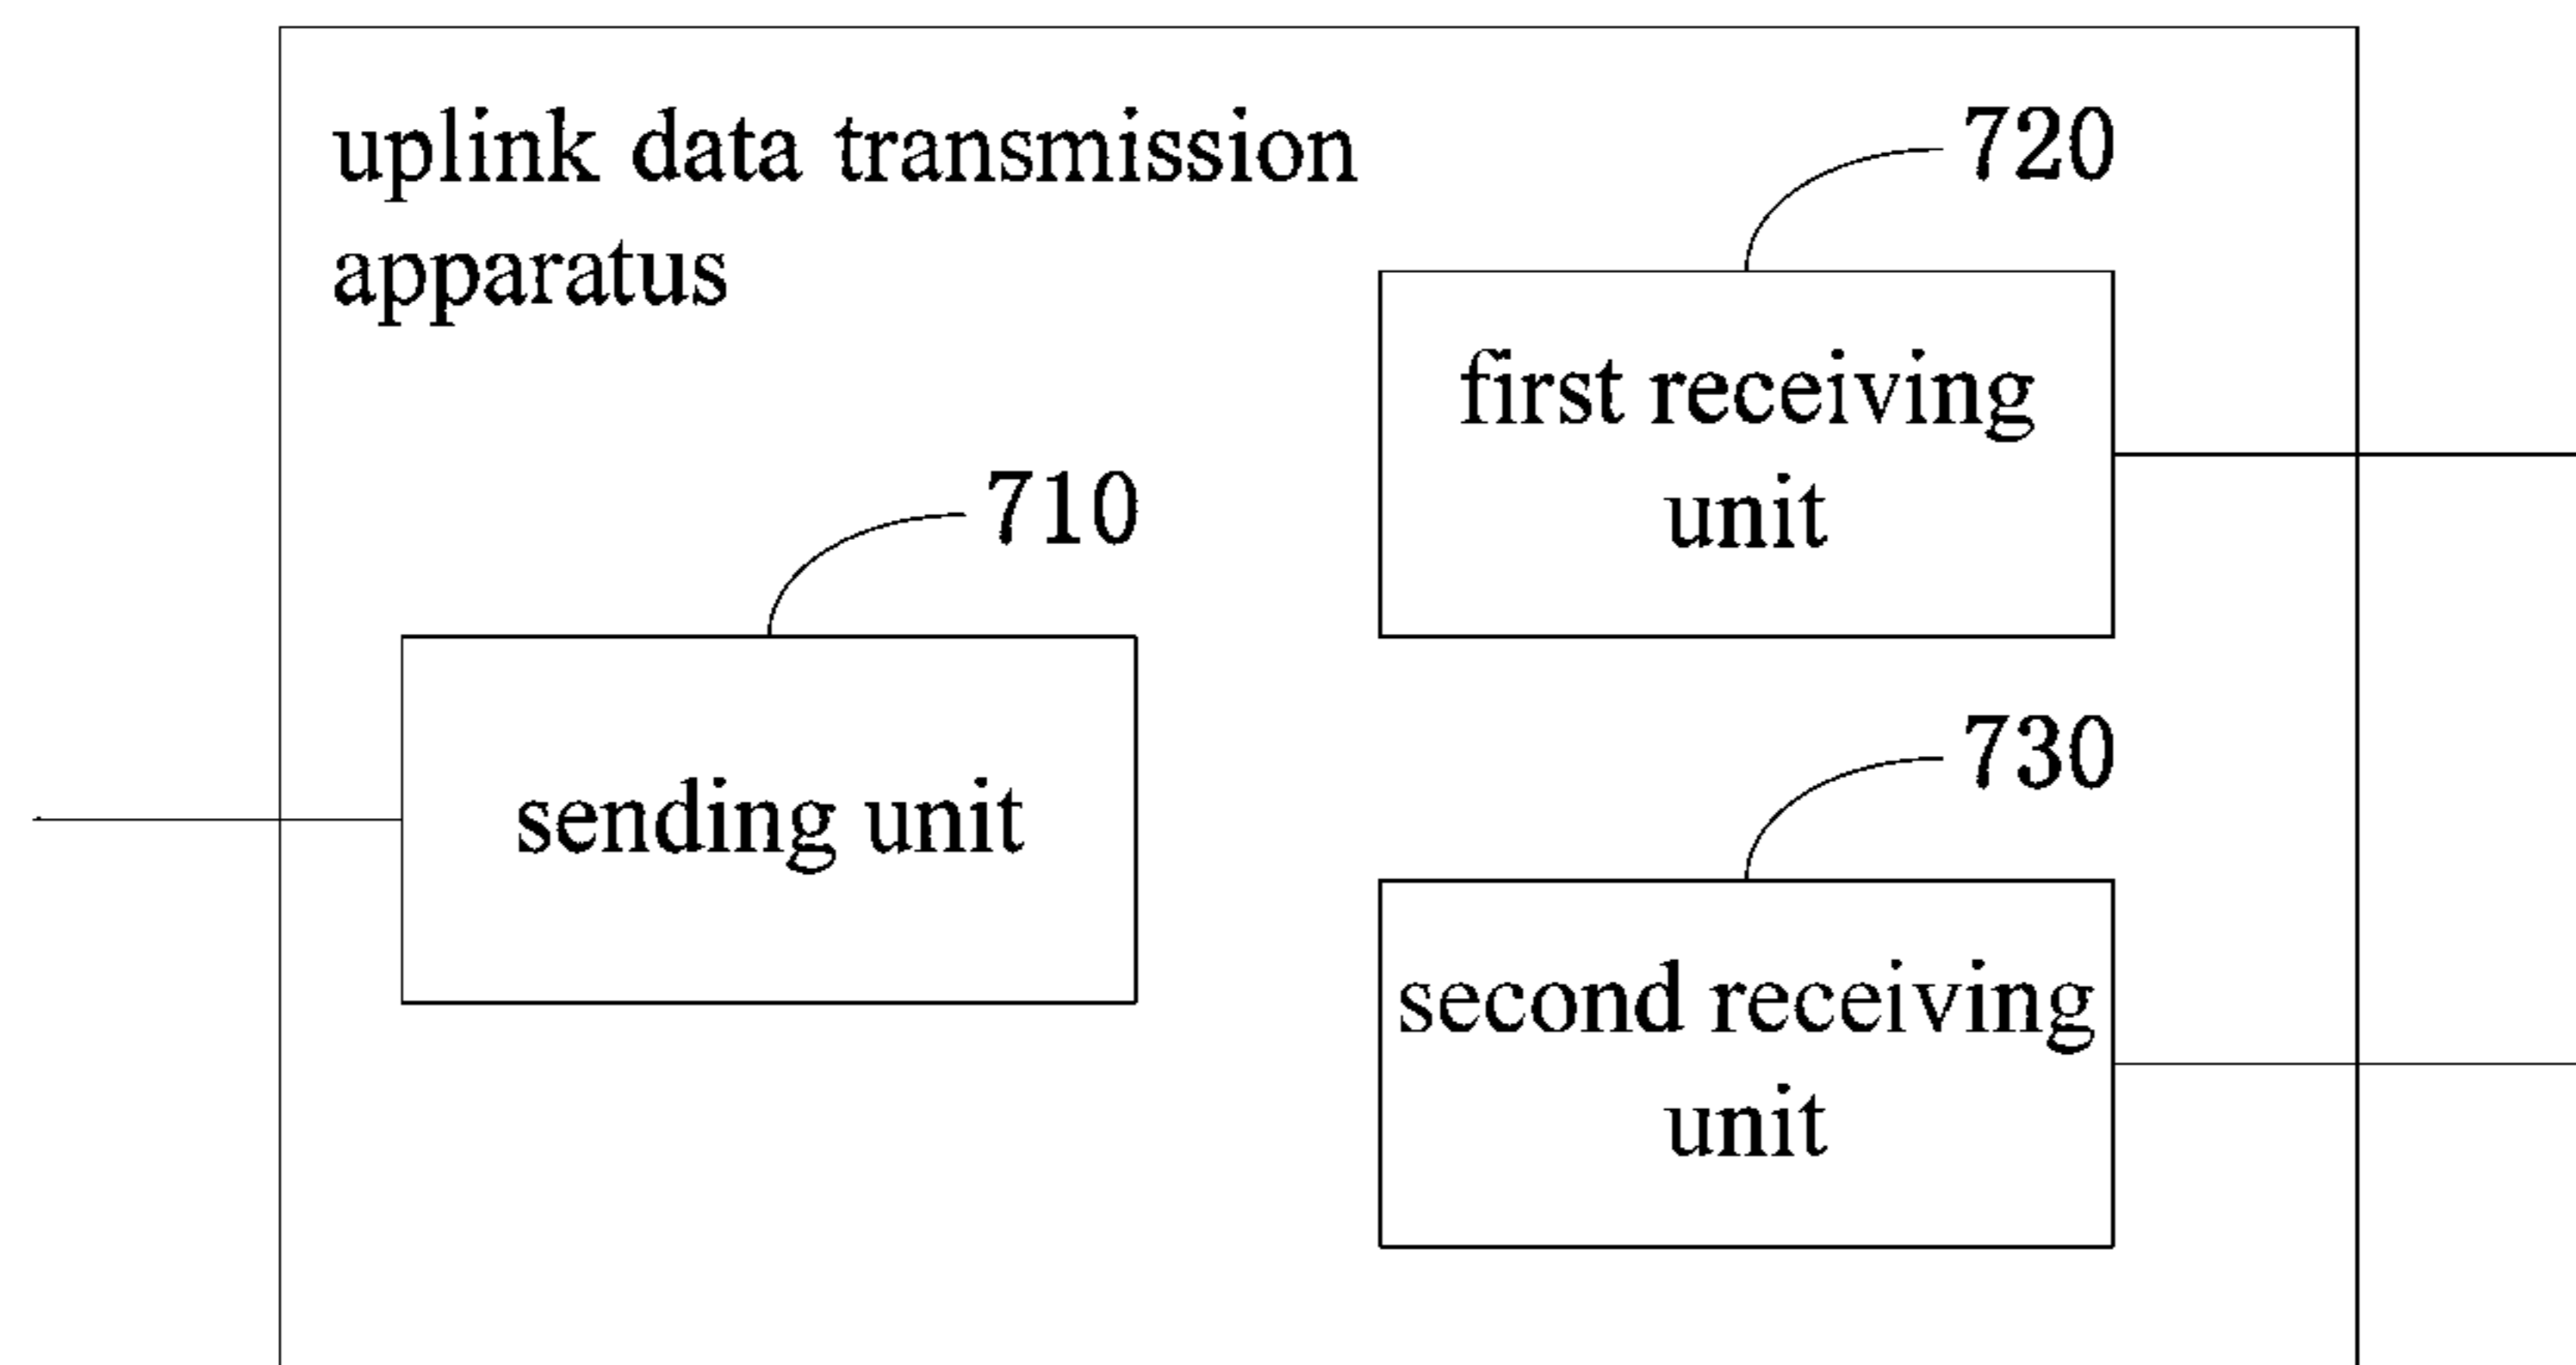 uplink data transmission
apparatus
720
first receiving
unit
710
sending unit
730
second receiving
unit